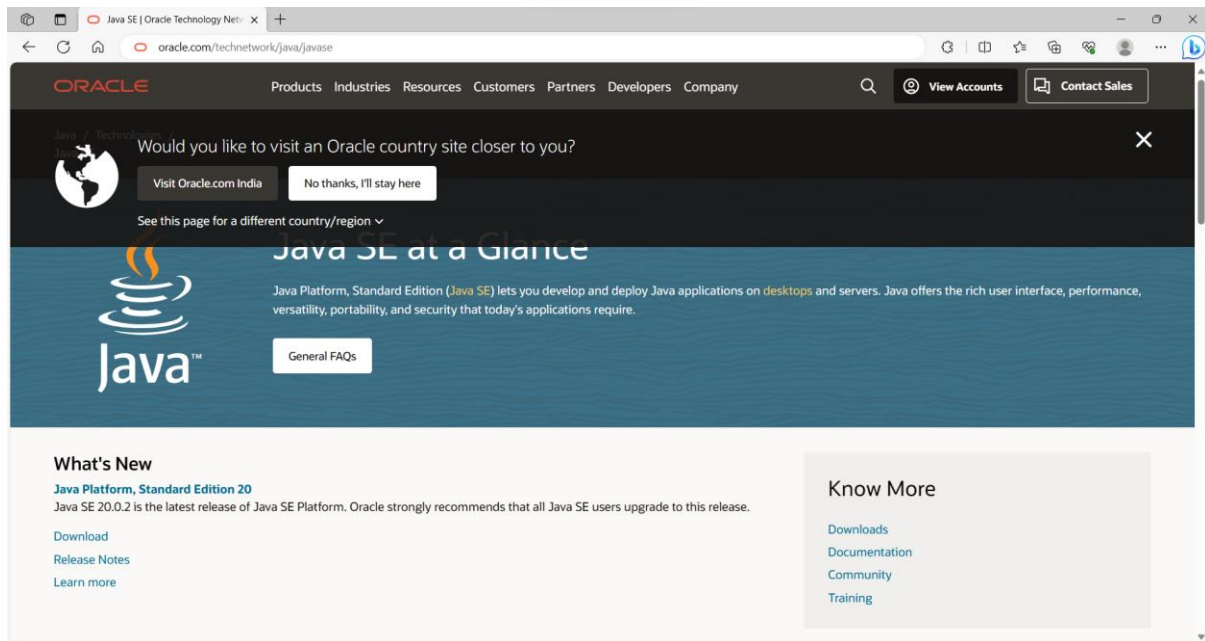 Java SE | Oracle Technology Netw
oracle.com/technetwork/java/javase
ORACLE
Products Industries Resources Customers Partners Developers Company
View Accounts
Contact Sales
Java / Technologies /
Would you like to visit an Oracle country site closer to you?
Visit Oracle.com India
No thanks, I'll stay here
See this page for a different country/region
Java SE at a Glance
Java Platform, Standard Edition (Java SE) lets you develop and deploy Java applications on desktops and servers. Java offers the rich user interface, performance,
versatility, portability, and security that today's applications require.
General FAQs
Java™
What's New
Java Platform, Standard Edition 20
Java SE 20.0.2 is the latest release of Java SE Platform. Oracle strongly recommends that all Java SE users upgrade to this release.
Download
Release Notes
Learn more
Know More
Downloads
Documentation
Community
Training